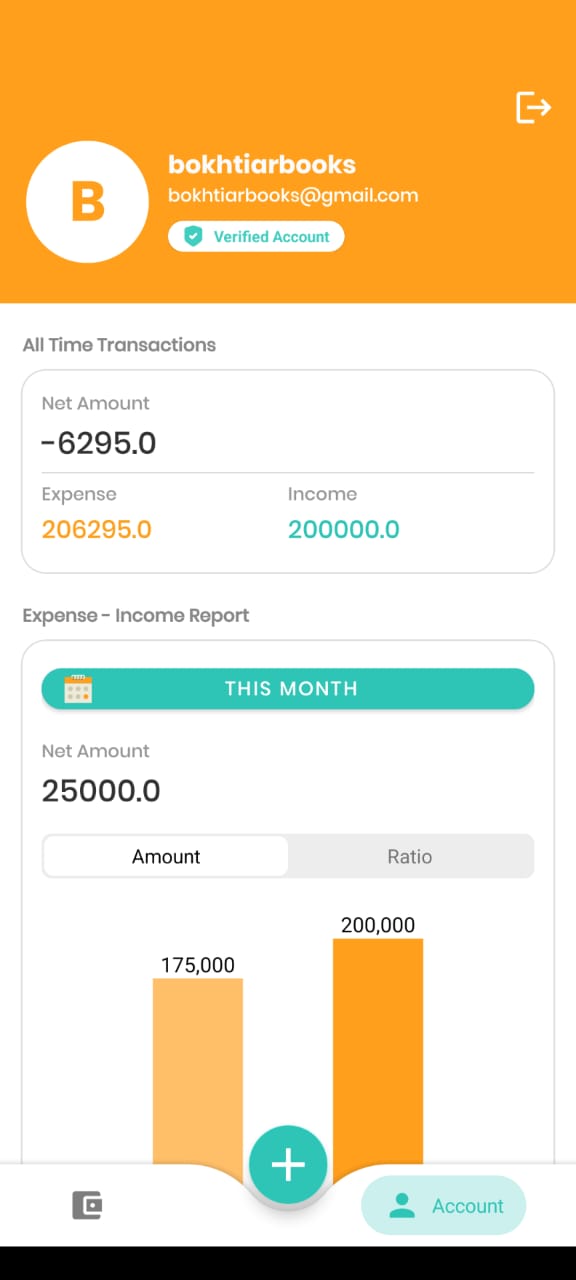 B
bokhtiarbooks
bokhtiarbooks@gmail.com
Verified Account
All Time Transactions
Net Amount
-6295.0
Expense Income
206295.0 200000.0
Expense - Income Report
THIS MONTH
Net Amount
25000.0
Amount Ratio
200,000
175,000
Account